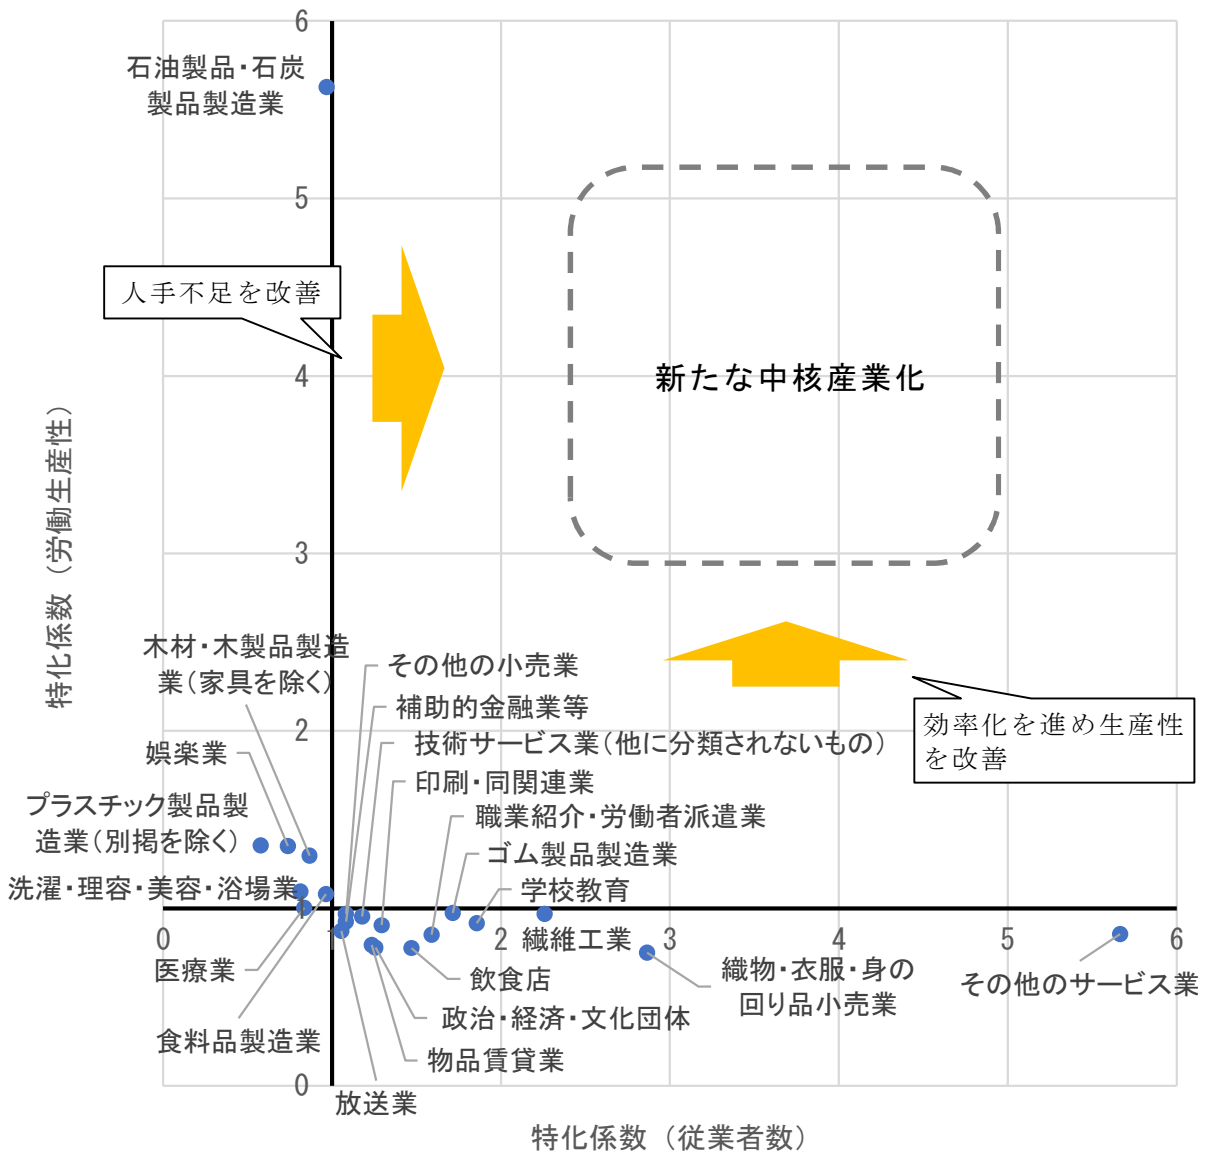 6
石油製品・石炭
製品製造業
5
人手不足を改善
4
新たな中核産業化
特化係数（労働生産性）
3
木材・木製品製造
業（家具を除く）
その他の小売業
補助的金融業等
2
技術サービス業（他に分類されないもの）
効率化を進め生産性
を改善
娯楽業
印刷・同関連業
プラスチック製品製
造業（別掲を除く）
職業紹介・労働者派遣業
ゴム製品製造業
洗濯・理容・美容・浴場業
学校教育
1
0
2
3
4
5
6
繊維工業
医療業
飲食店
織物・衣服・身の
回り品小売業
その他のサービス業
政治・経済・文化団体
食料品製造業
物品賃貸業
0
放送業
特化係数（従業者数）